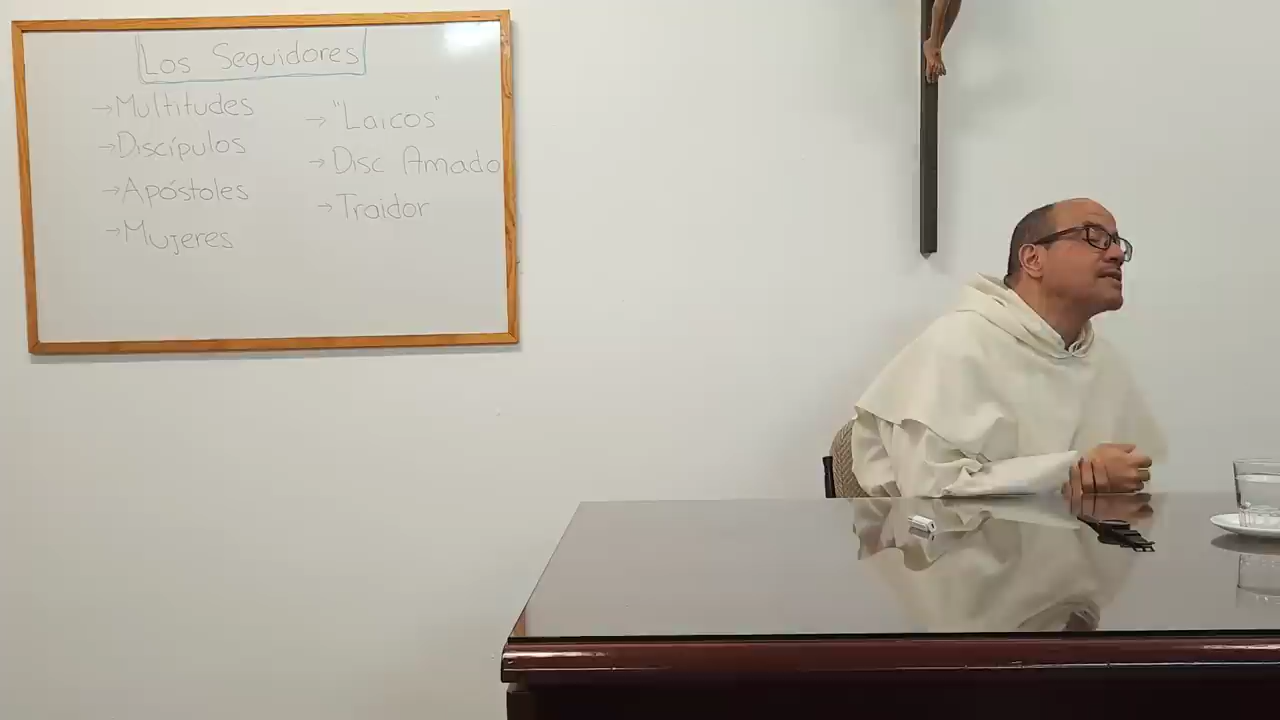 Los Seguidores
→Multitudes
→Discípulos
→Apóstoles
→Mujeres
→"Laicos"
→Disc Amado
→Traidor